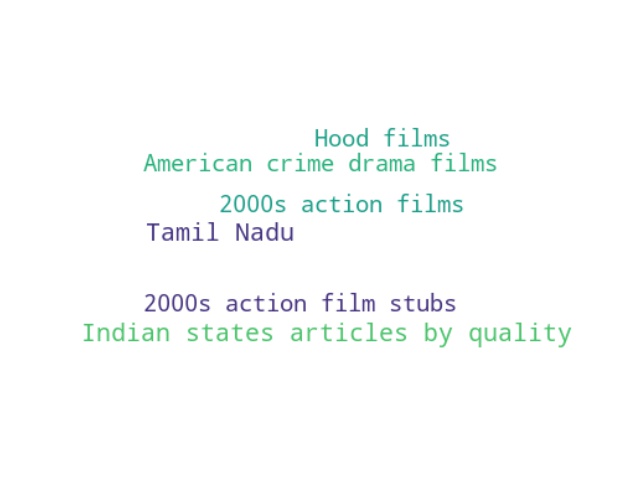 Hood films
American crime drama films
2000s action films
Tamil Nadu
2000s action film stubs
Indian states articles by quality